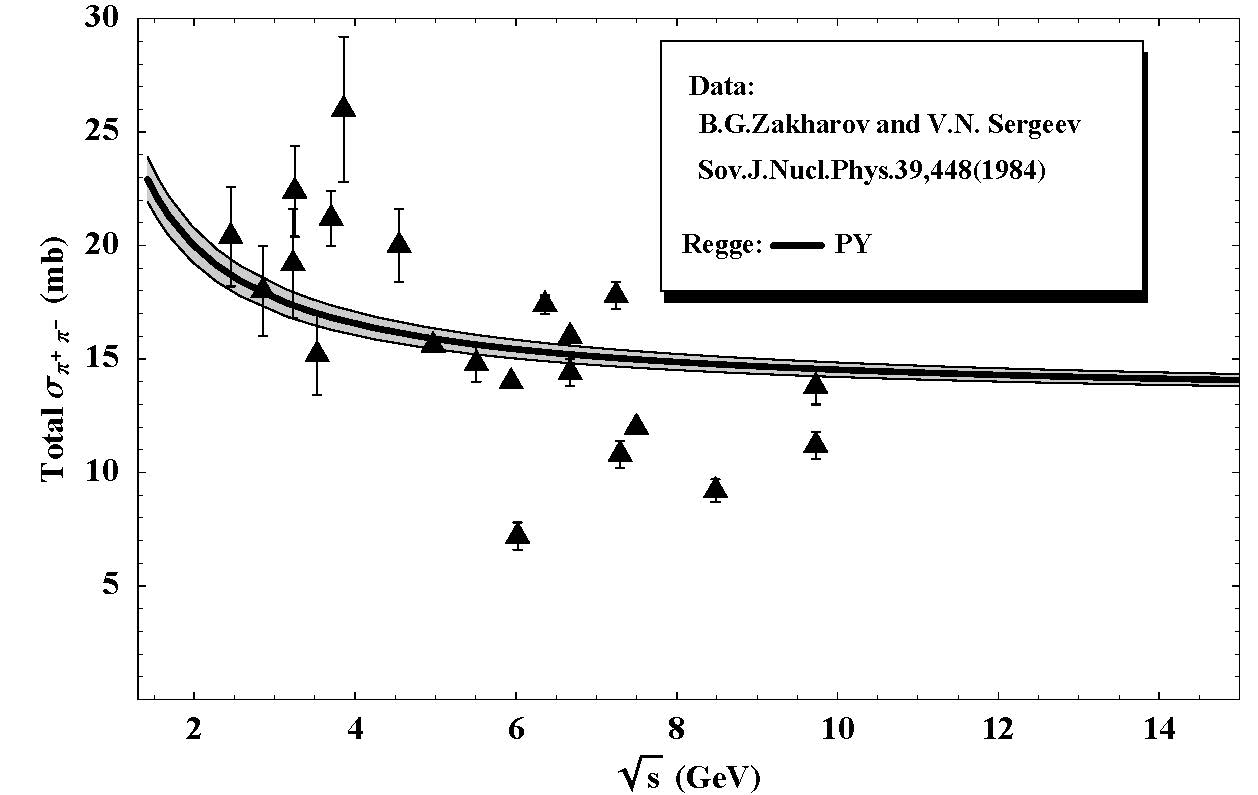 30
25
20
15
10
5
Total σπ+ π− (mb)
Data:
B.G.Zakharov and V.N. Sergeev
Sov.J.Nucl.Phys.39,448(1984)
Regge: PY
2 4 6 8 10 12 14
√s (GeV)